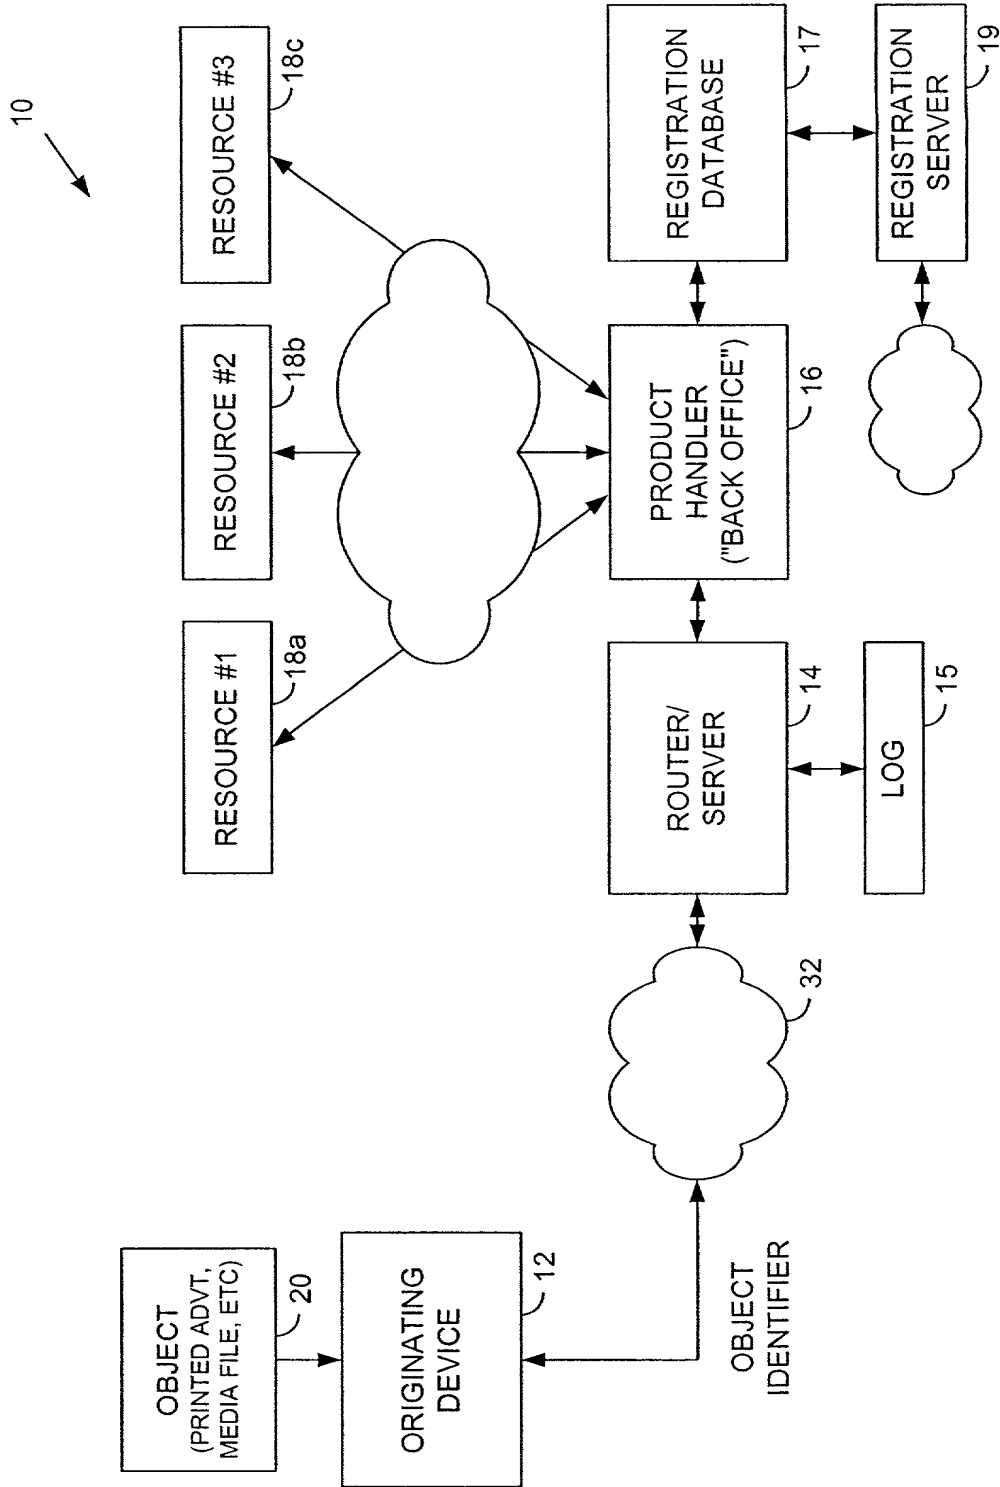 10
RESOURCE #1
18a
RESOURCE #2
18b
RESOURCE #3
18c
OBJECT
(PRINTED ADVT,
MEDIA FILE, ETC)
20
ORIGINATING
DEVICE
12
OBJECT
IDENTIFIER
32
ROUTER/
SERVER
14
LOG
15
PRODUCT
HANDLER
("BACK OFFICE")
16
REGISTRATION
DATABASE
17
REGISTRATION
SERVER
19